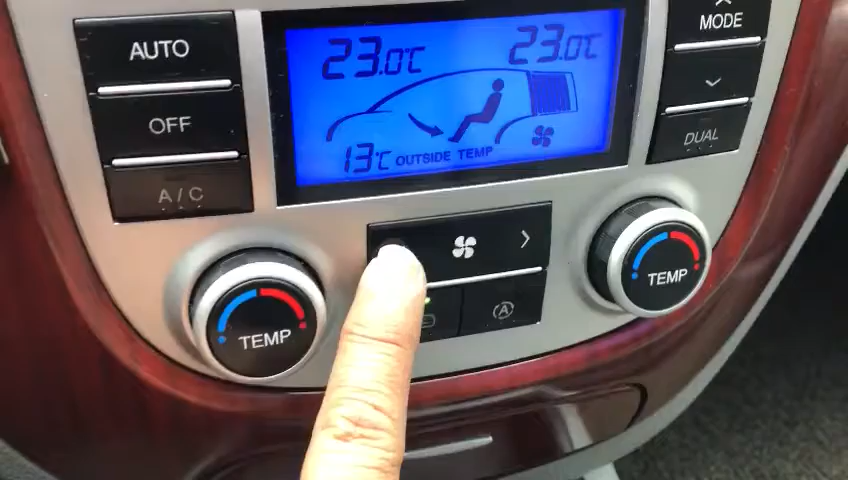 AUTO
OFF
A/C
23.0℃
23.0℃
13℃ OUTSIDE TEMP
MODE
DUAL
TEMP
TEMP
A